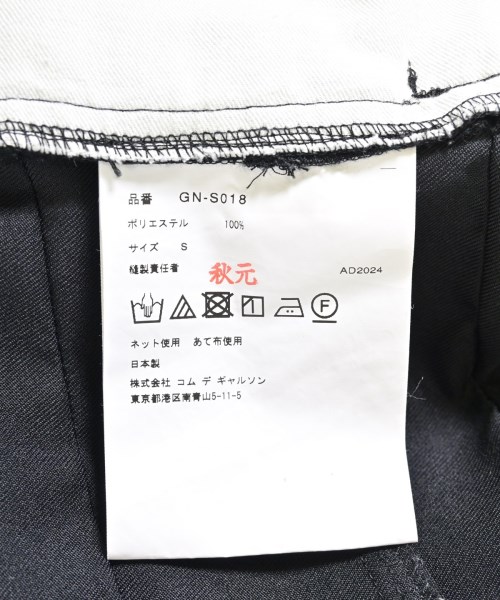 品番 GN-S018
ポリエステル 100%
サイズ S
縫製責任者 秋元 AD2024
ネット使用 あて布使用
日本製
株式会社 コム デ ギャルソン
東京都港区南青山5-11-5